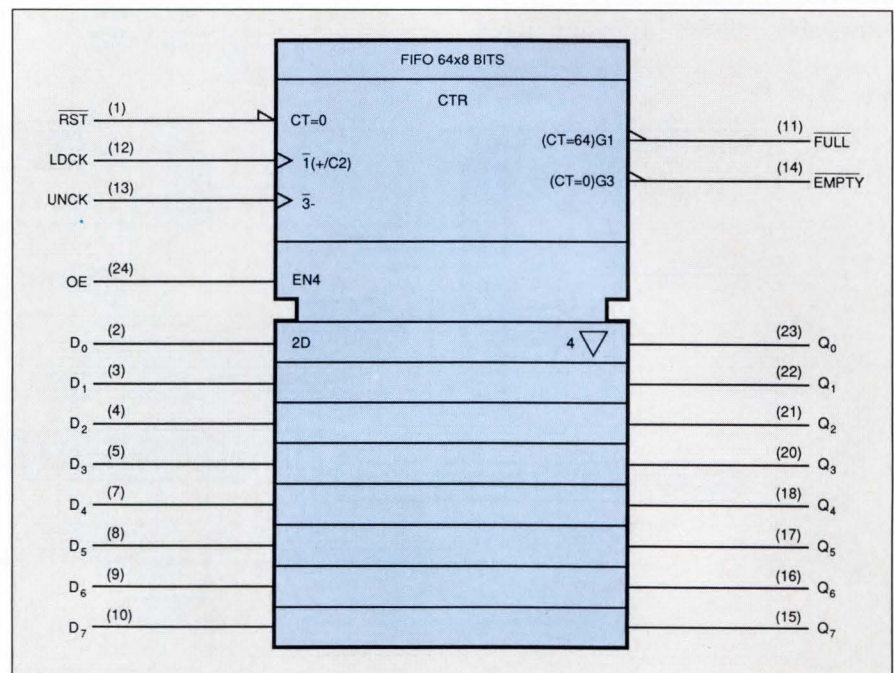 FIFO 64x8 BITS
CTR
R̅S̅T̅ (1) CT=0
LDCK (12) 1̅(+/C2)
UNCK (13) 3̅-
(CT=64)G1 (11) F̅U̅L̅L̅
(CT=0)G3 (14) E̅M̅P̅T̅Y̅
OE (24) EN4
D₀ (2) 2D 4 ▽ (23) Q₀
D₁ (3) (22) Q₁
D₂ (4) (21) Q₂
D₃ (5) (20) Q₃
D₄ (7) (18) Q₄
D₅ (8) (17) Q₅
D₆ (9) (16) Q₆
D₇ (10) (15) Q₇